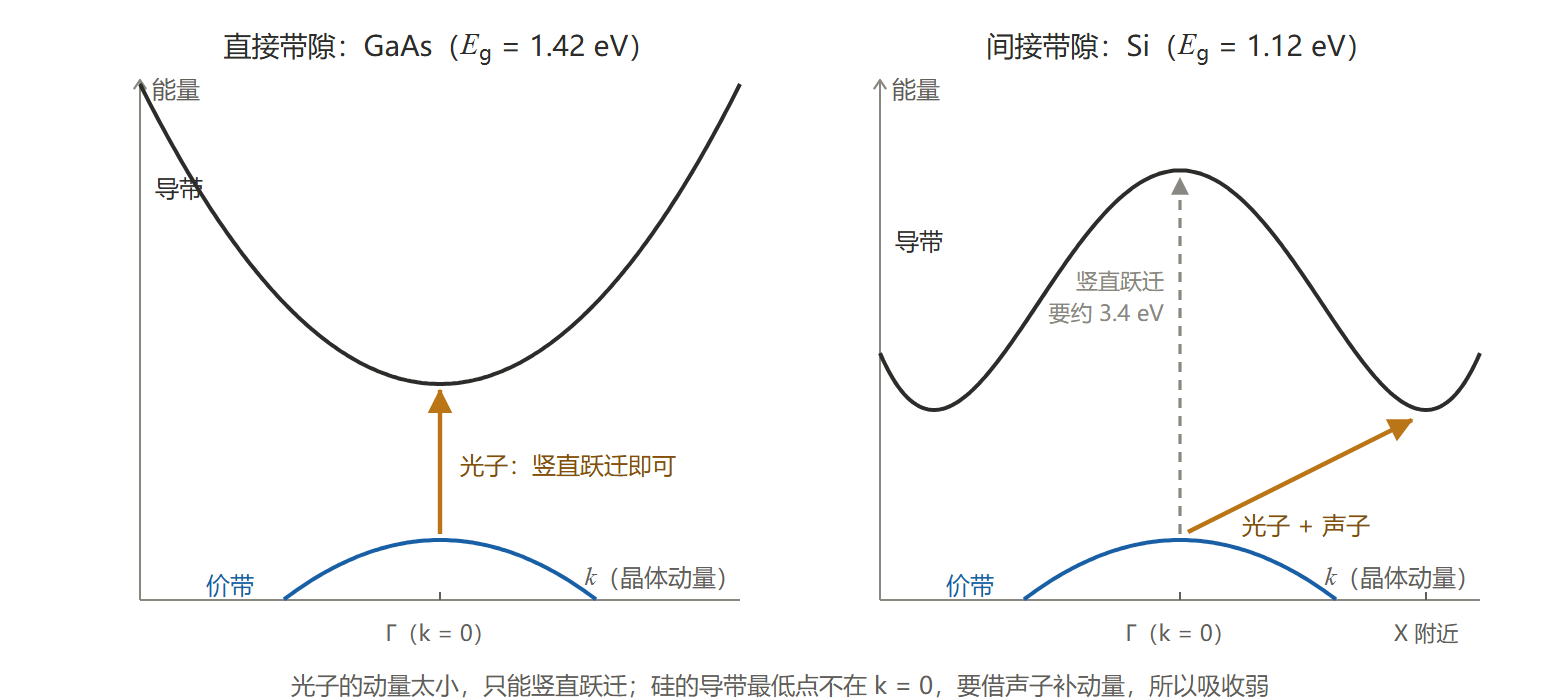 直接带隙：GaAs（Eg = 1.42 eV）
能量
导带
光子：竖直跃迁即可
价带
k（晶体动量）
Γ（k = 0）
间接带隙：Si（Eg = 1.12 eV）
能量
导带
竖直跃迁
要约 3.4 eV
光子 + 声子
价带
k（晶体动量）
Γ（k = 0）
X 附近
光子的动量太小，只能竖直跃迁；硅的导带最低点不在 k = 0，要借声子补动量，所以吸收弱